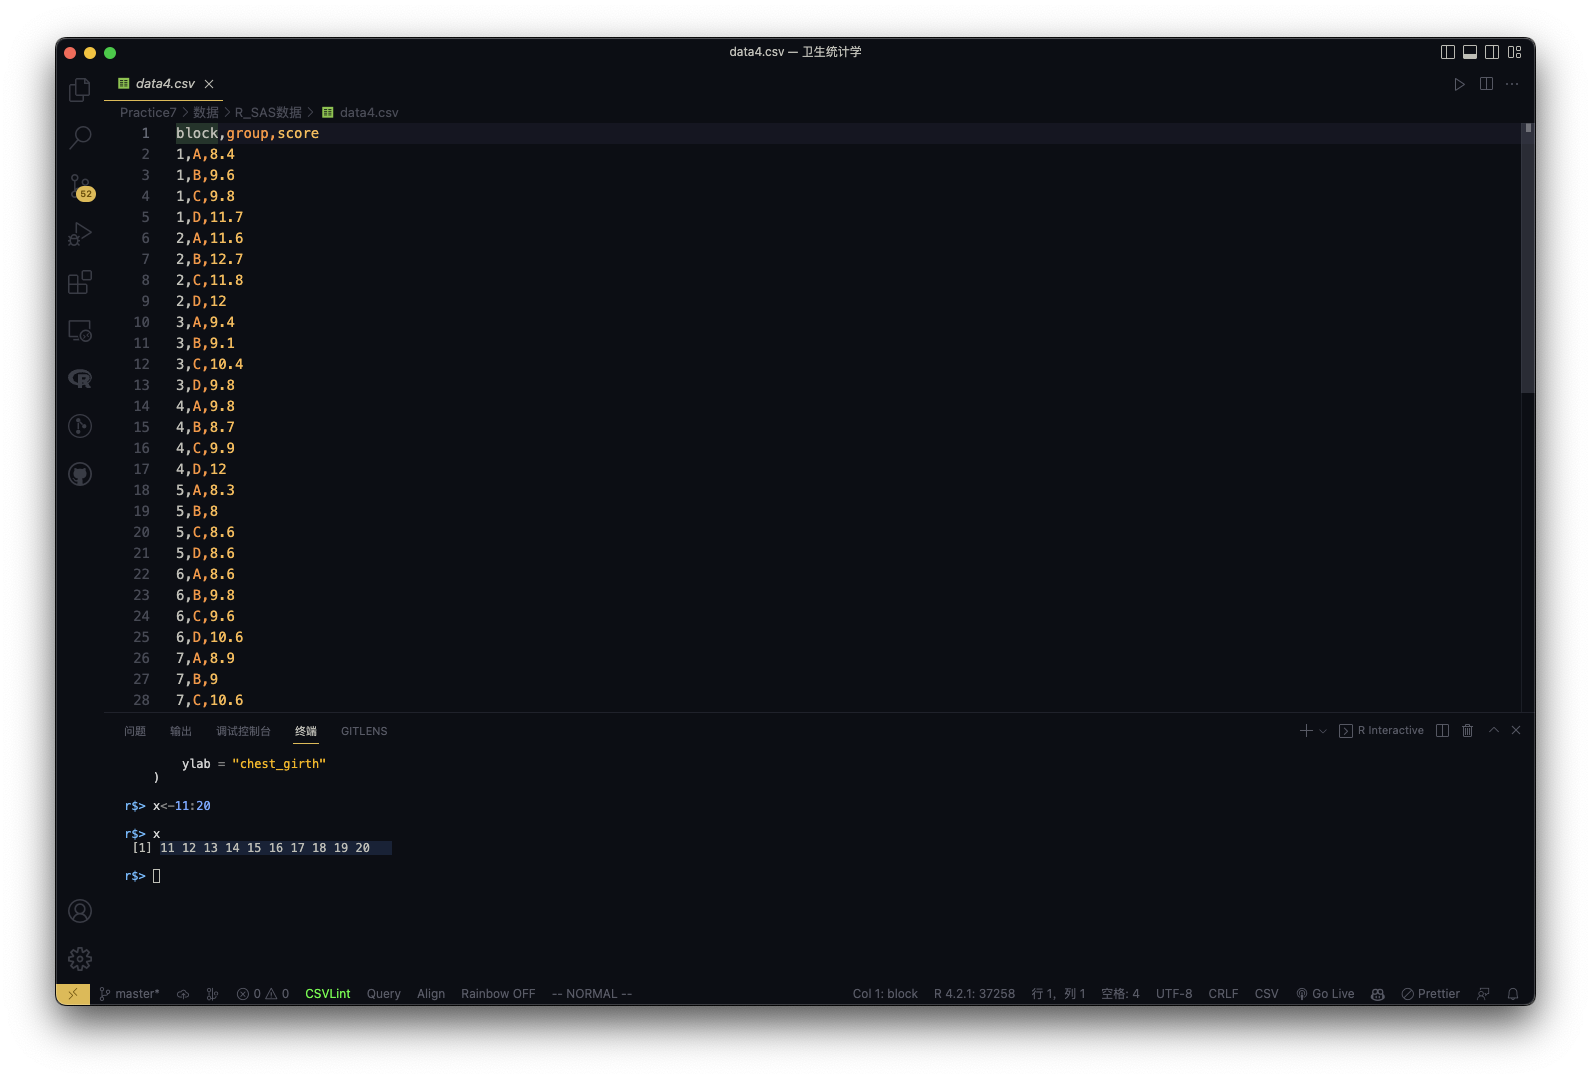 data4.csv — 卫生统计学
data4.csv
Practice7 > 数据 > R_SAS数据 > data4.csv
1 block,group,score
2 1,A,8.4
3 1,B,9.6
4 1,C,9.8
5 1,D,11.7
6 2,A,11.6
7 2,B,12.7
8 2,C,11.8
9 2,D,12
10 3,A,9.4
11 3,B,9.1
12 3,C,10.4
13 3,D,9.8
14 4,A,9.8
15 4,B,8.7
16 4,C,9.9
17 4,D,12
18 5,A,8.3
19 5,B,8
20 5,C,8.6
21 5,D,8.6
22 6,A,8.6
23 6,B,9.8
24 6,C,9.6
25 6,D,10.6
26 7,A,8.9
27 7,B,9
28 7,C,10.6
52
问题 输出 调试控制台 终端 GITLENS R Interactive
ylab = "chest_girth"
)
r$> x<-11:20
r$> x
[1] 11 12 13 14 15 16 17 18 19 20
r$>
master* 0 0 CSVLint Query Align Rainbow OFF -- NORMAL -- Col 1: block R 4.2.1: 37258 行 1, 列 1 空格: 4 UTF-8 CRLF CSV Go Live Prettier